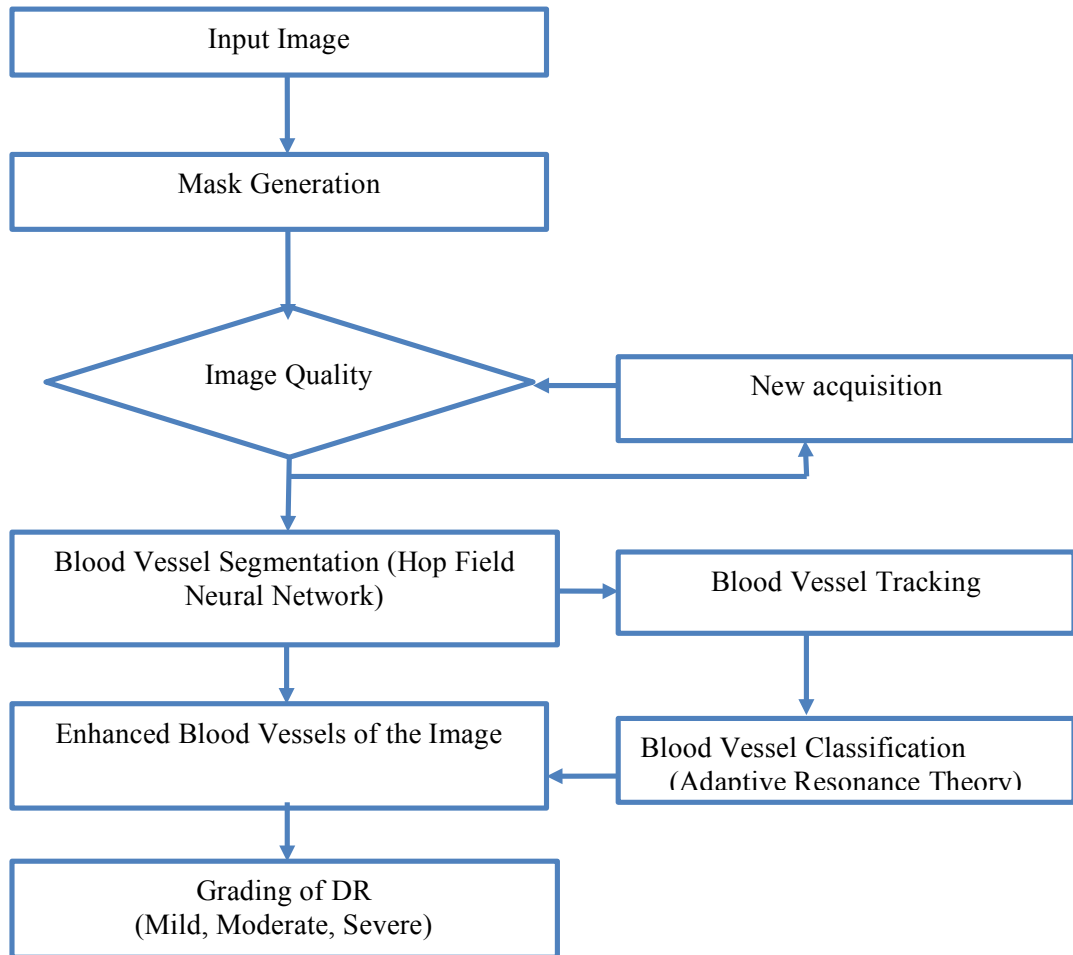 Input Image
Mask Generation
Image Quality
New acquisition
Blood Vessel Segmentation (Hop Field
Neural Network)
Blood Vessel Tracking
Enhanced Blood Vessels of the Image
Blood Vessel Classification
(Adaptive Resonance Theory)
Grading of DR
(Mild, Moderate, Severe)